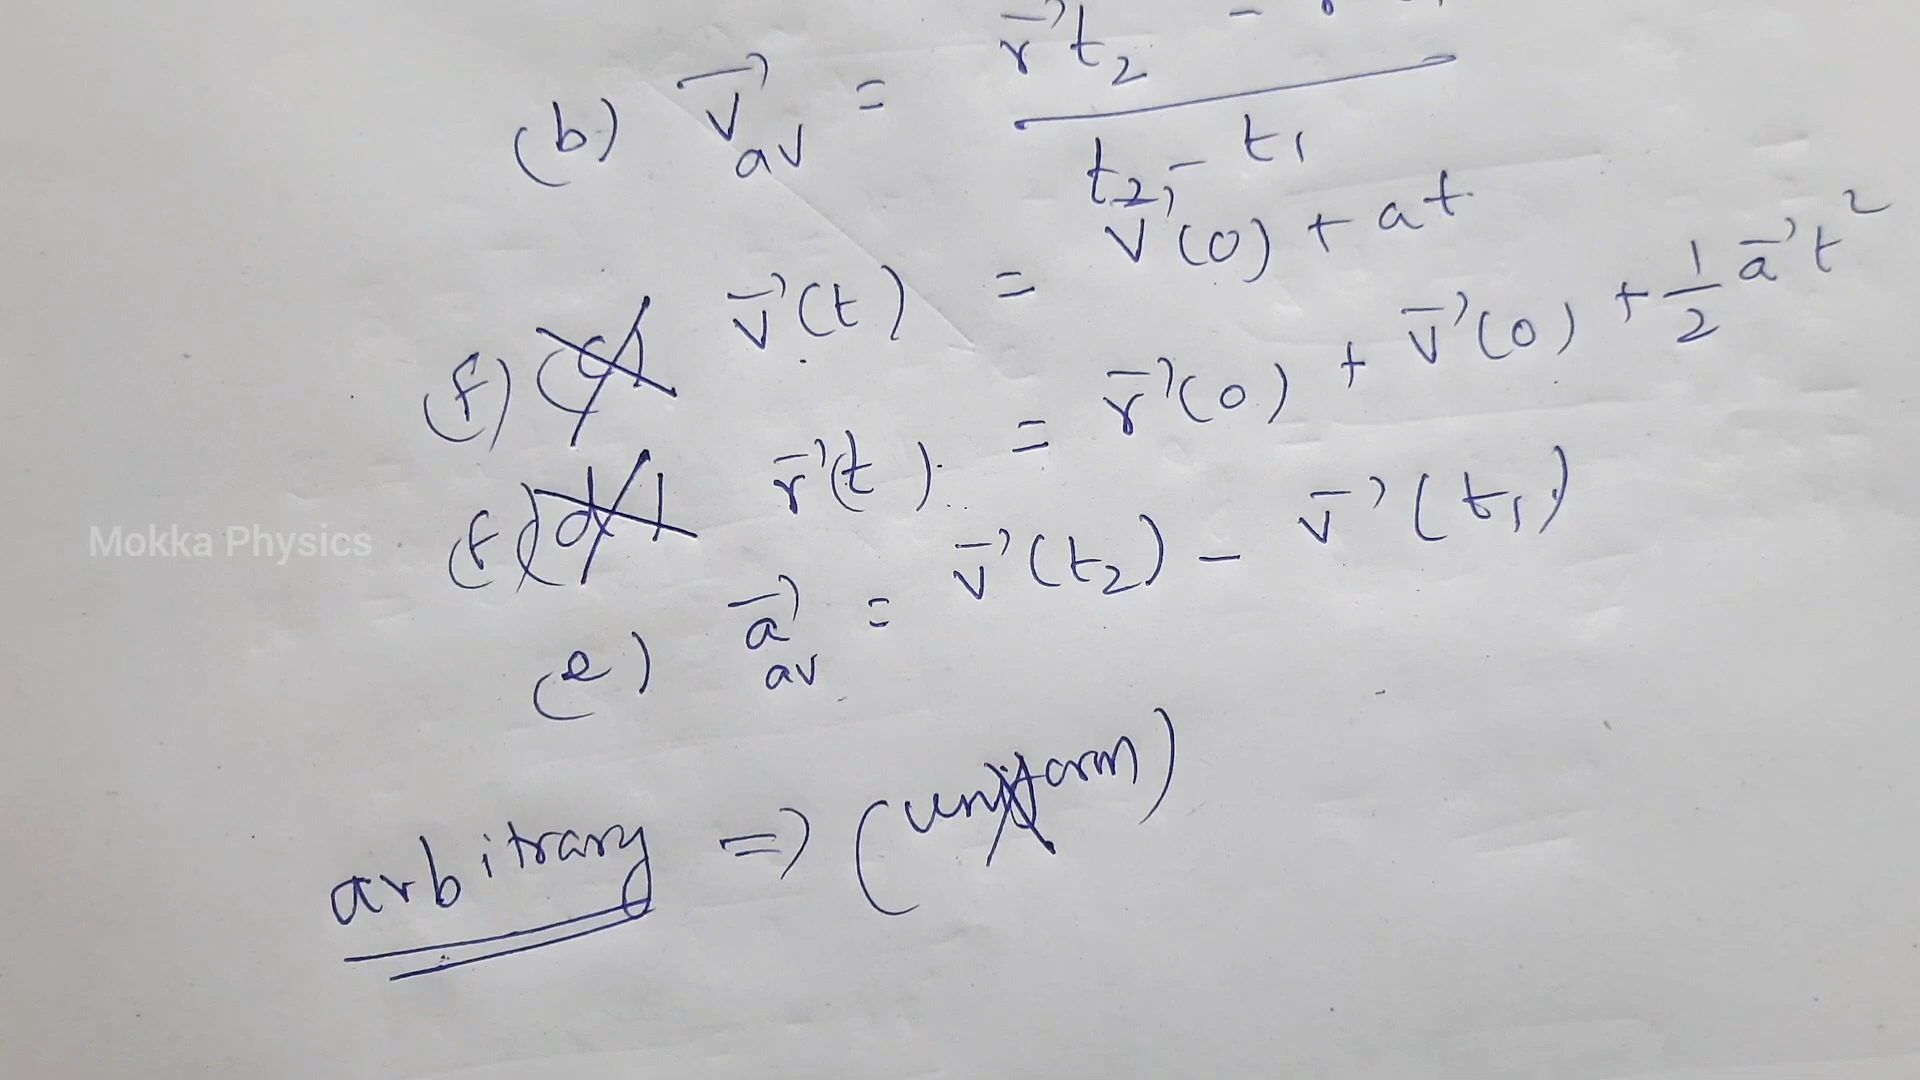 (b) v⃗ av = r⃗ t₂ -
t₂ - t₁
(f) (c) v⃗(t) = v⃗(0) + at
(f) (d) r⃗(t) = r⃗(0) + v⃗(0) + 1/2 a⃗ t²
(e) a⃗ av = v⃗(t₂) - v⃗(t₁)
Mokka Physics
arbitrary ⇒ (uniform)